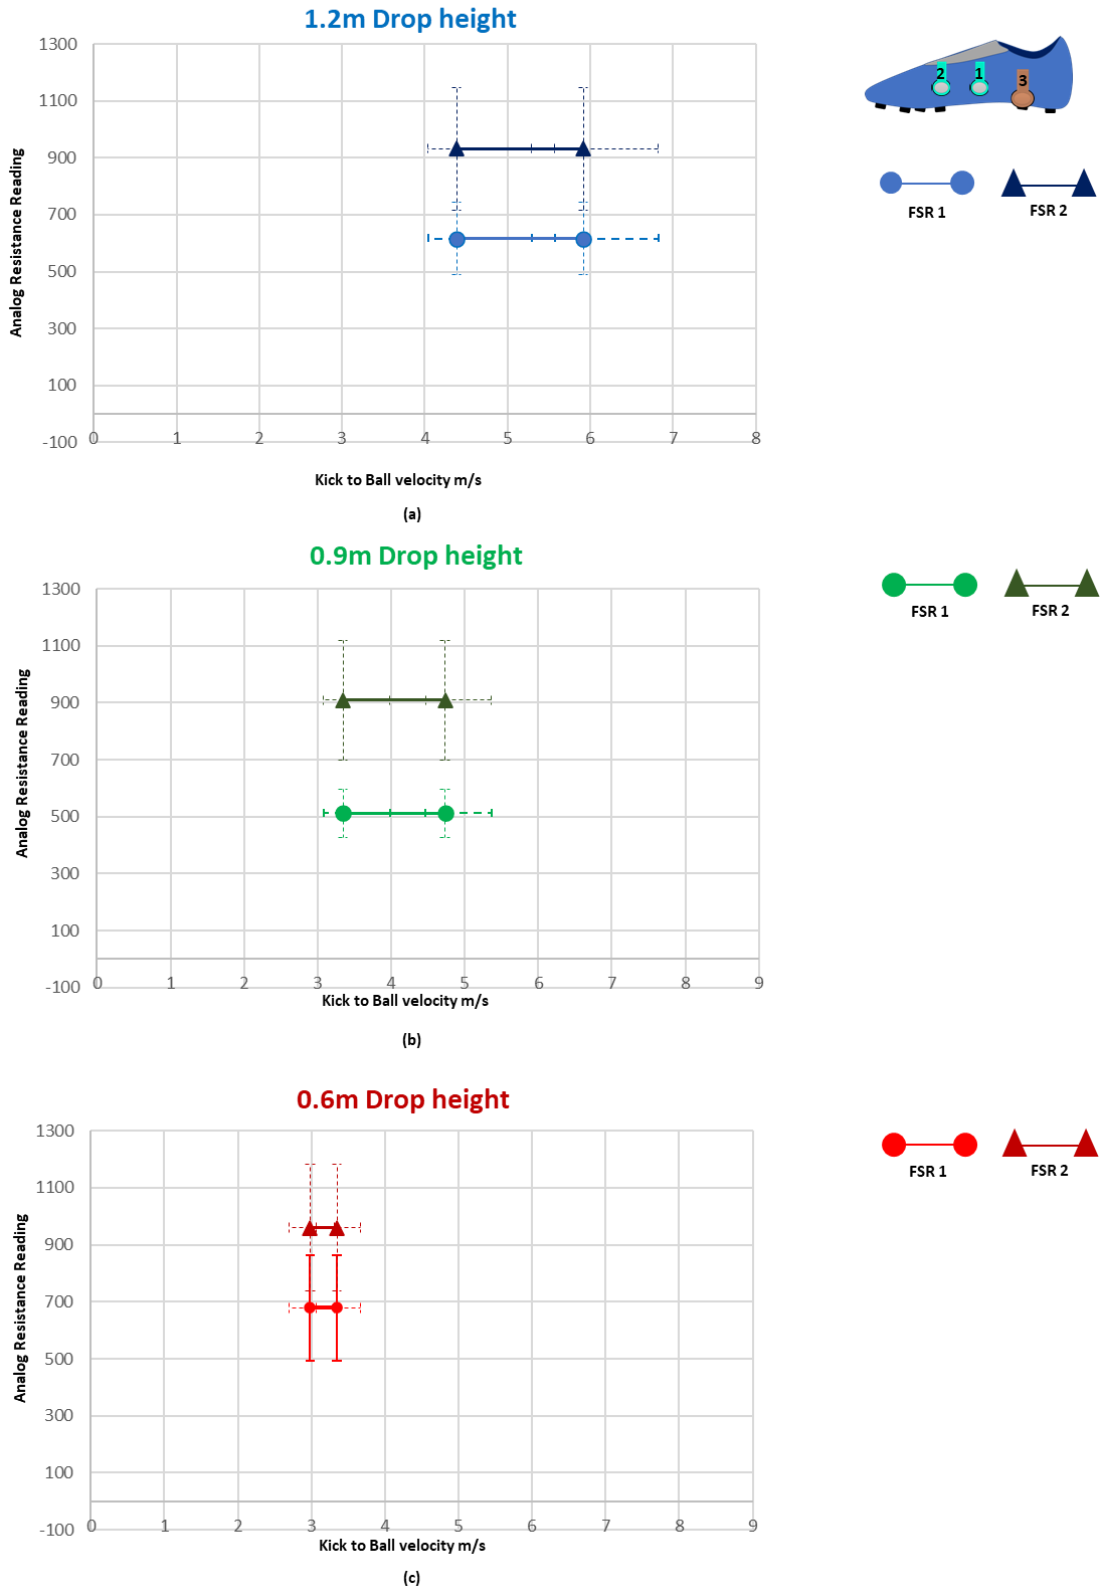 1.2m Drop height
1300
1100
900
700
500
300
100
-100
0 1 2 3 4 5 6 7 8
Analog Resistance Reading
Kick to Ball velocity m/s
(a)
2 1 3
FSR 1 FSR 2
0.9m Drop height
1300
1100
900
700
500
300
100
-100
0 1 2 3 4 5 6 7 8 9
Analog Resistance Reading
Kick to Ball velocity m/s
(b)
FSR 1 FSR 2
0.6m Drop height
1300
1100
900
700
500
300
100
-100
0 1 2 3 4 5 6 7 8 9
Analog Resistance Reading
Kick to Ball velocity m/s
(c)
FSR 1 FSR 2